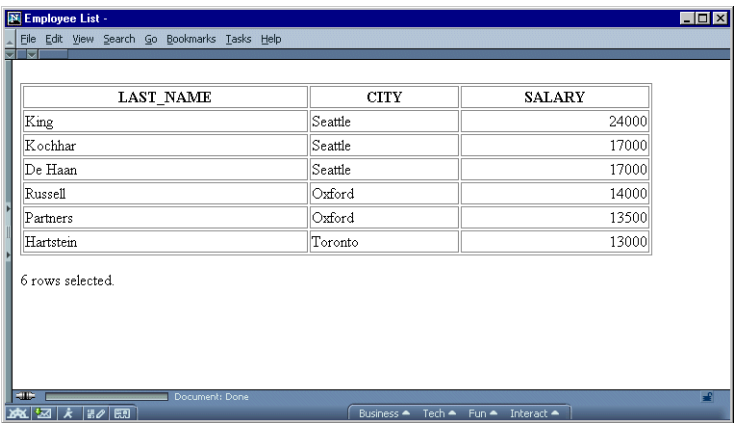 Employee List -
File Edit View Search Go Bookmarks Tasks Help
LAST_NAME CITY SALARY
King Seattle 24000
Kochhar Seattle 17000
De Haan Seattle 17000
Russell Oxford 14000
Partners Oxford 13500
Hartstein Toronto 13000
6 rows selected.
Document: Done
Business Tech Fun Interact